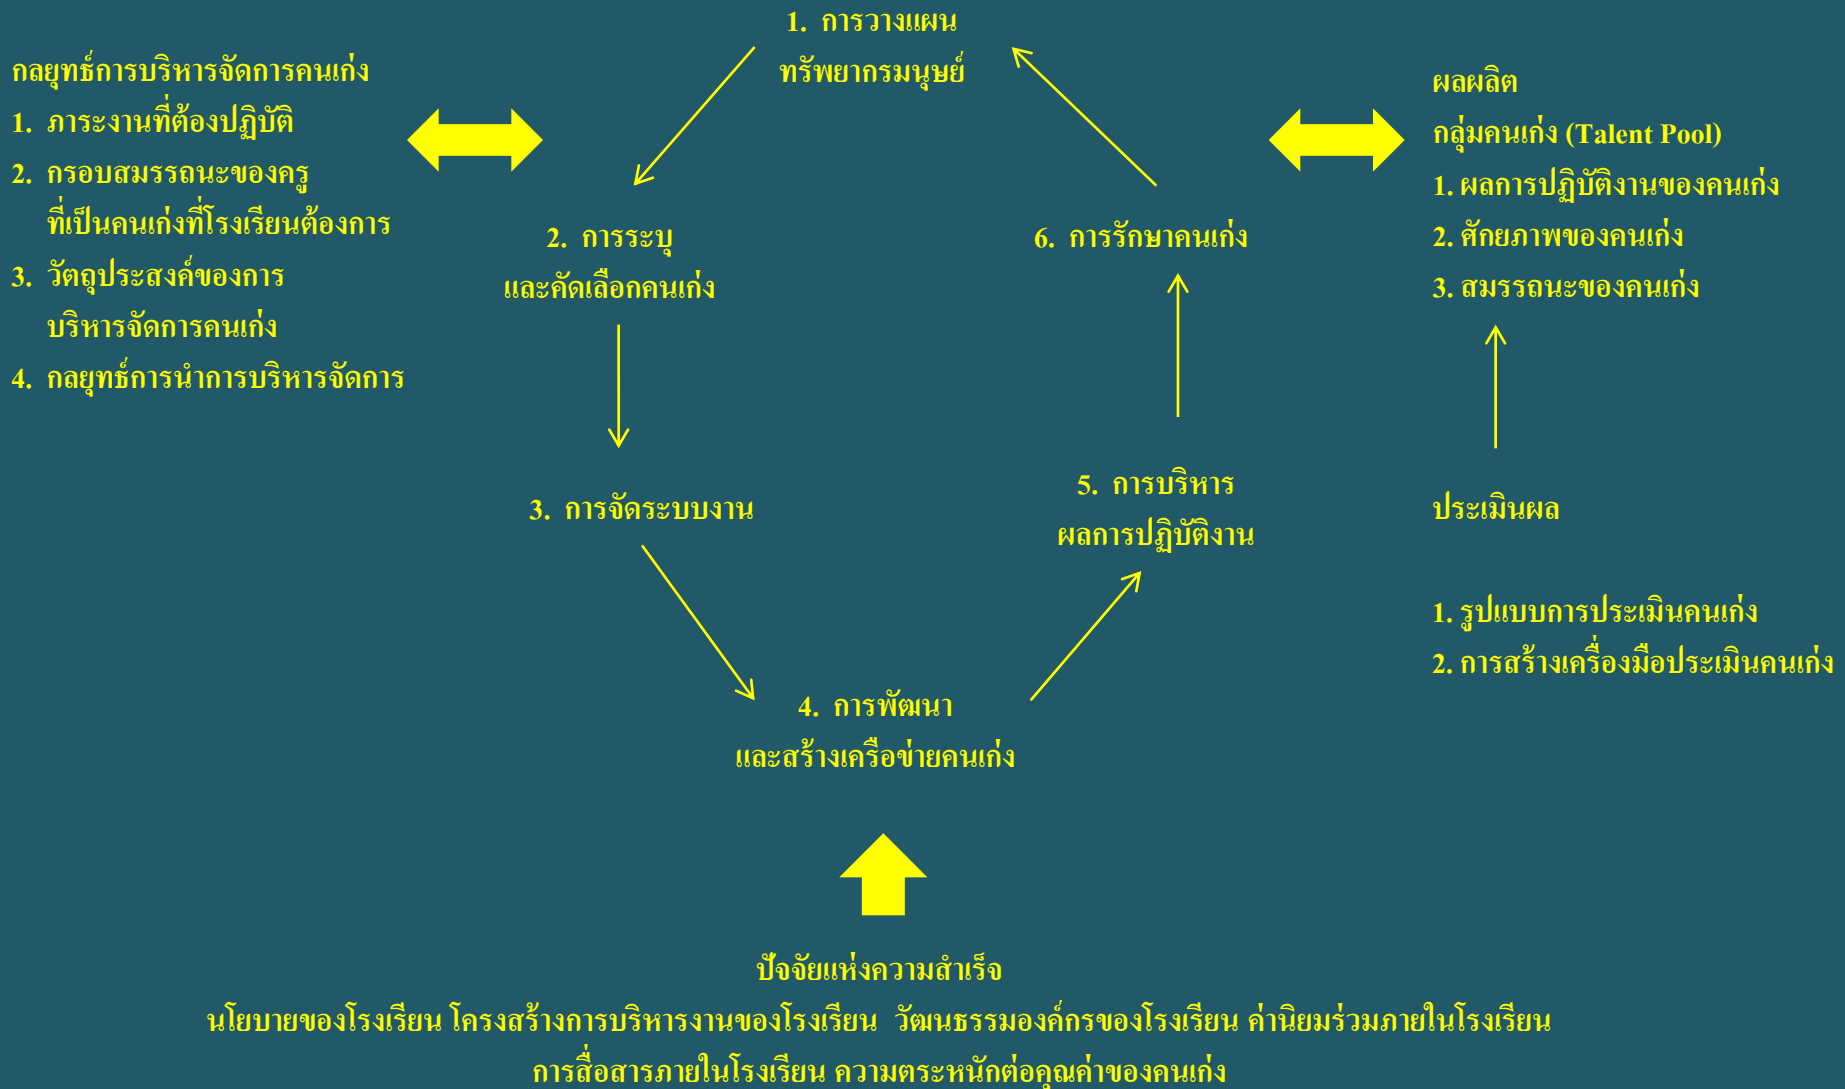 1. การวางแผน
ทรัพยากรมนุษย์
กลยุทธ์การบริหารจัดการคนเก่ง
1. ภาระงานที่ต้องปฏิบัติ
2. กรอบสมรรถนะของครู
ที่เป็นคนเก่งที่โรงเรียนต้องการ
3. วัตถุประสงค์ของการ
บริหารจัดการคนเก่ง
4. กลยุทธ์การนำการบริหารจัดการ
2. การระบุ
และคัดเลือกคนเก่ง
3. การจัดระบบงาน
4. การพัฒนา
และสร้างเครือข่ายคนเก่ง
5. การบริหาร
ผลการปฏิบัติงาน
6. การรักษาคนเก่ง
ผลผลิต
กลุ่มคนเก่ง (Talent Pool)
1. ผลการปฏิบัติงานของคนเก่ง
2. ศักยภาพของคนเก่ง
3. สมรรถนะของคนเก่ง
ประเมินผล
1. รูปแบบการประเมินคนเก่ง
2. การสร้างเครื่องมือประเมินคนเก่ง
ปัจจัยแห่งความสำเร็จ
นโยบายของโรงเรียน โครงสร้างการบริหารงานของโรงเรียน วัฒนธรรมองค์กรของโรงเรียน ค่านิยมร่วมภายในโรงเรียน
การสื่อสารภายในโรงเรียน ความตระหนักต่อคุณค่าของคนเก่ง